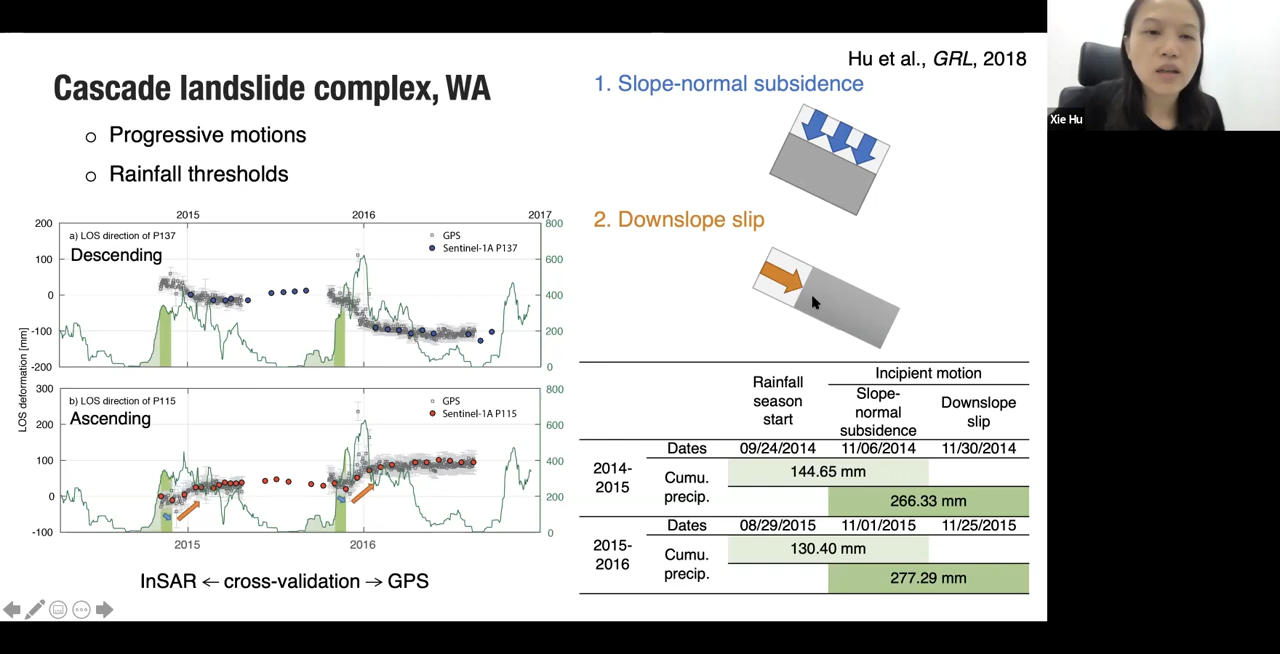 Hu et al., GRL, 2018
Cascade landslide complex, WA
Progressive motions
Rainfall thresholds
1. Slope-normal subsidence
2. Downslope slip
Xie Hu
2015
2016
2017
200
100
0
-100
-200
800
600
400
200
0
a) LOS direction of P137
Descending
GPS
Sentinel-1A P137
LOS deformation [mm]
300
200
100
0
-100
800
600
400
200
0
b) LOS direction of P115
Ascending
GPS
Sentinel-1A P115
2015
2016
InSAR ← cross-validation → GPS
Rainfall season start
Incipient motion
Slope-normal subsidence
Downslope slip
2014-2015
Dates 09/24/2014 11/06/2014 11/30/2014
Cumu. precip.
144.65 mm
266.33 mm
2015-2016
Dates 08/29/2015 11/01/2015 11/25/2015
Cumu. precip.
130.40 mm
277.29 mm